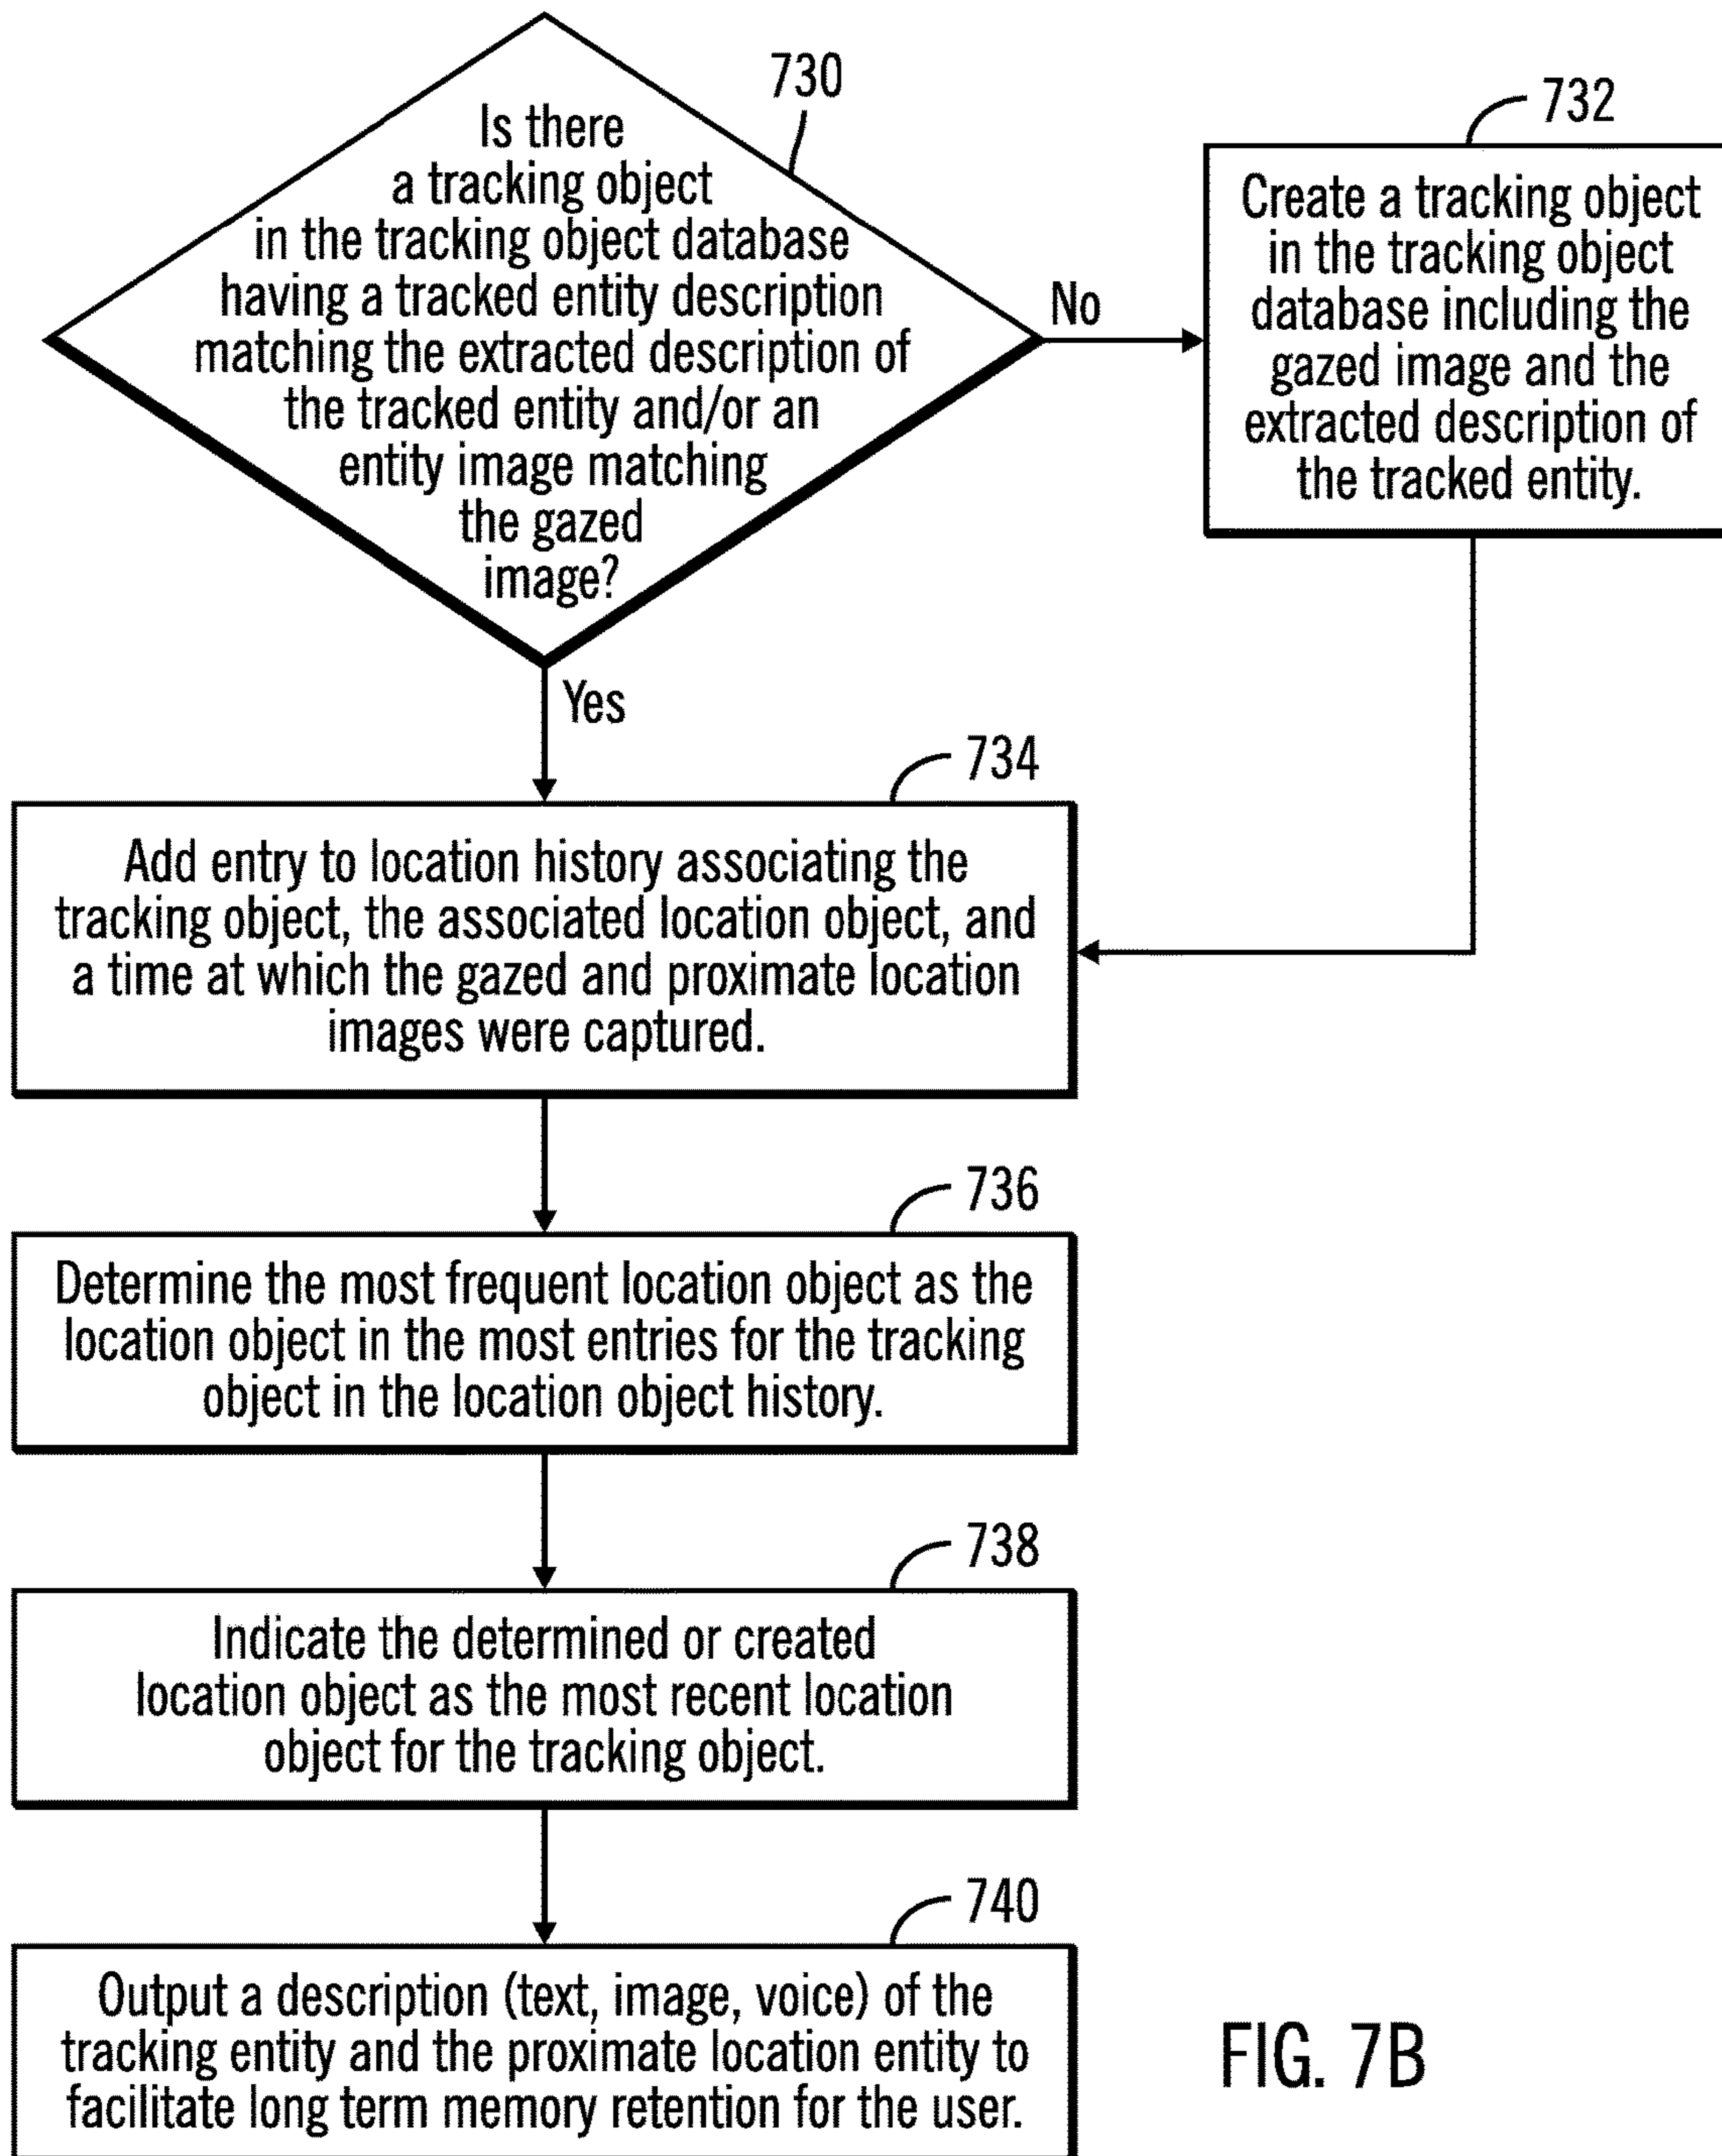 730
Is there
a tracking object
in the tracking object database
having a tracked entity description
matching the extracted description of
the tracked entity and/or an
entity image matching
the gazed
image?
No
732
Create a tracking object
in the tracking object
database including the
gazed image and the
extracted description of
the tracked entity.
Yes
734
Add entry to location history associating the
tracking object, the associated location object, and
a time at which the gazed and proximate location
images were captured.
736
Determine the most frequent location object as the
location object in the most entries for the tracking
object in the location object history.
738
Indicate the determined or created
location object as the most recent location
object for the tracking object.
740
Output a description (text, image, voice) of the
tracking entity and the proximate location entity to
facilitate long term memory retention for the user.
FIG. 7B